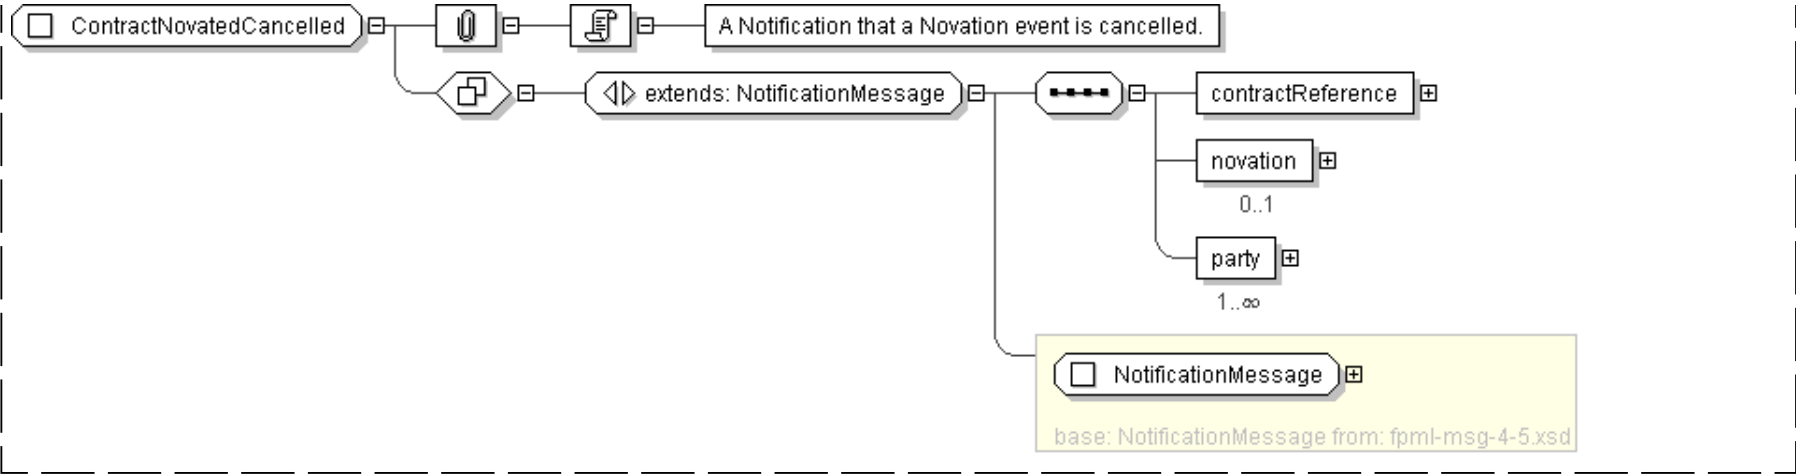 ContractNovatedCancelled
A Notification that a Novation event is cancelled.
extends: NotificationMessage
contractReference
novation
0..1
party
1..∞
NotificationMessage
base: NotificationMessage from: fpml-msg-4-5.xsd